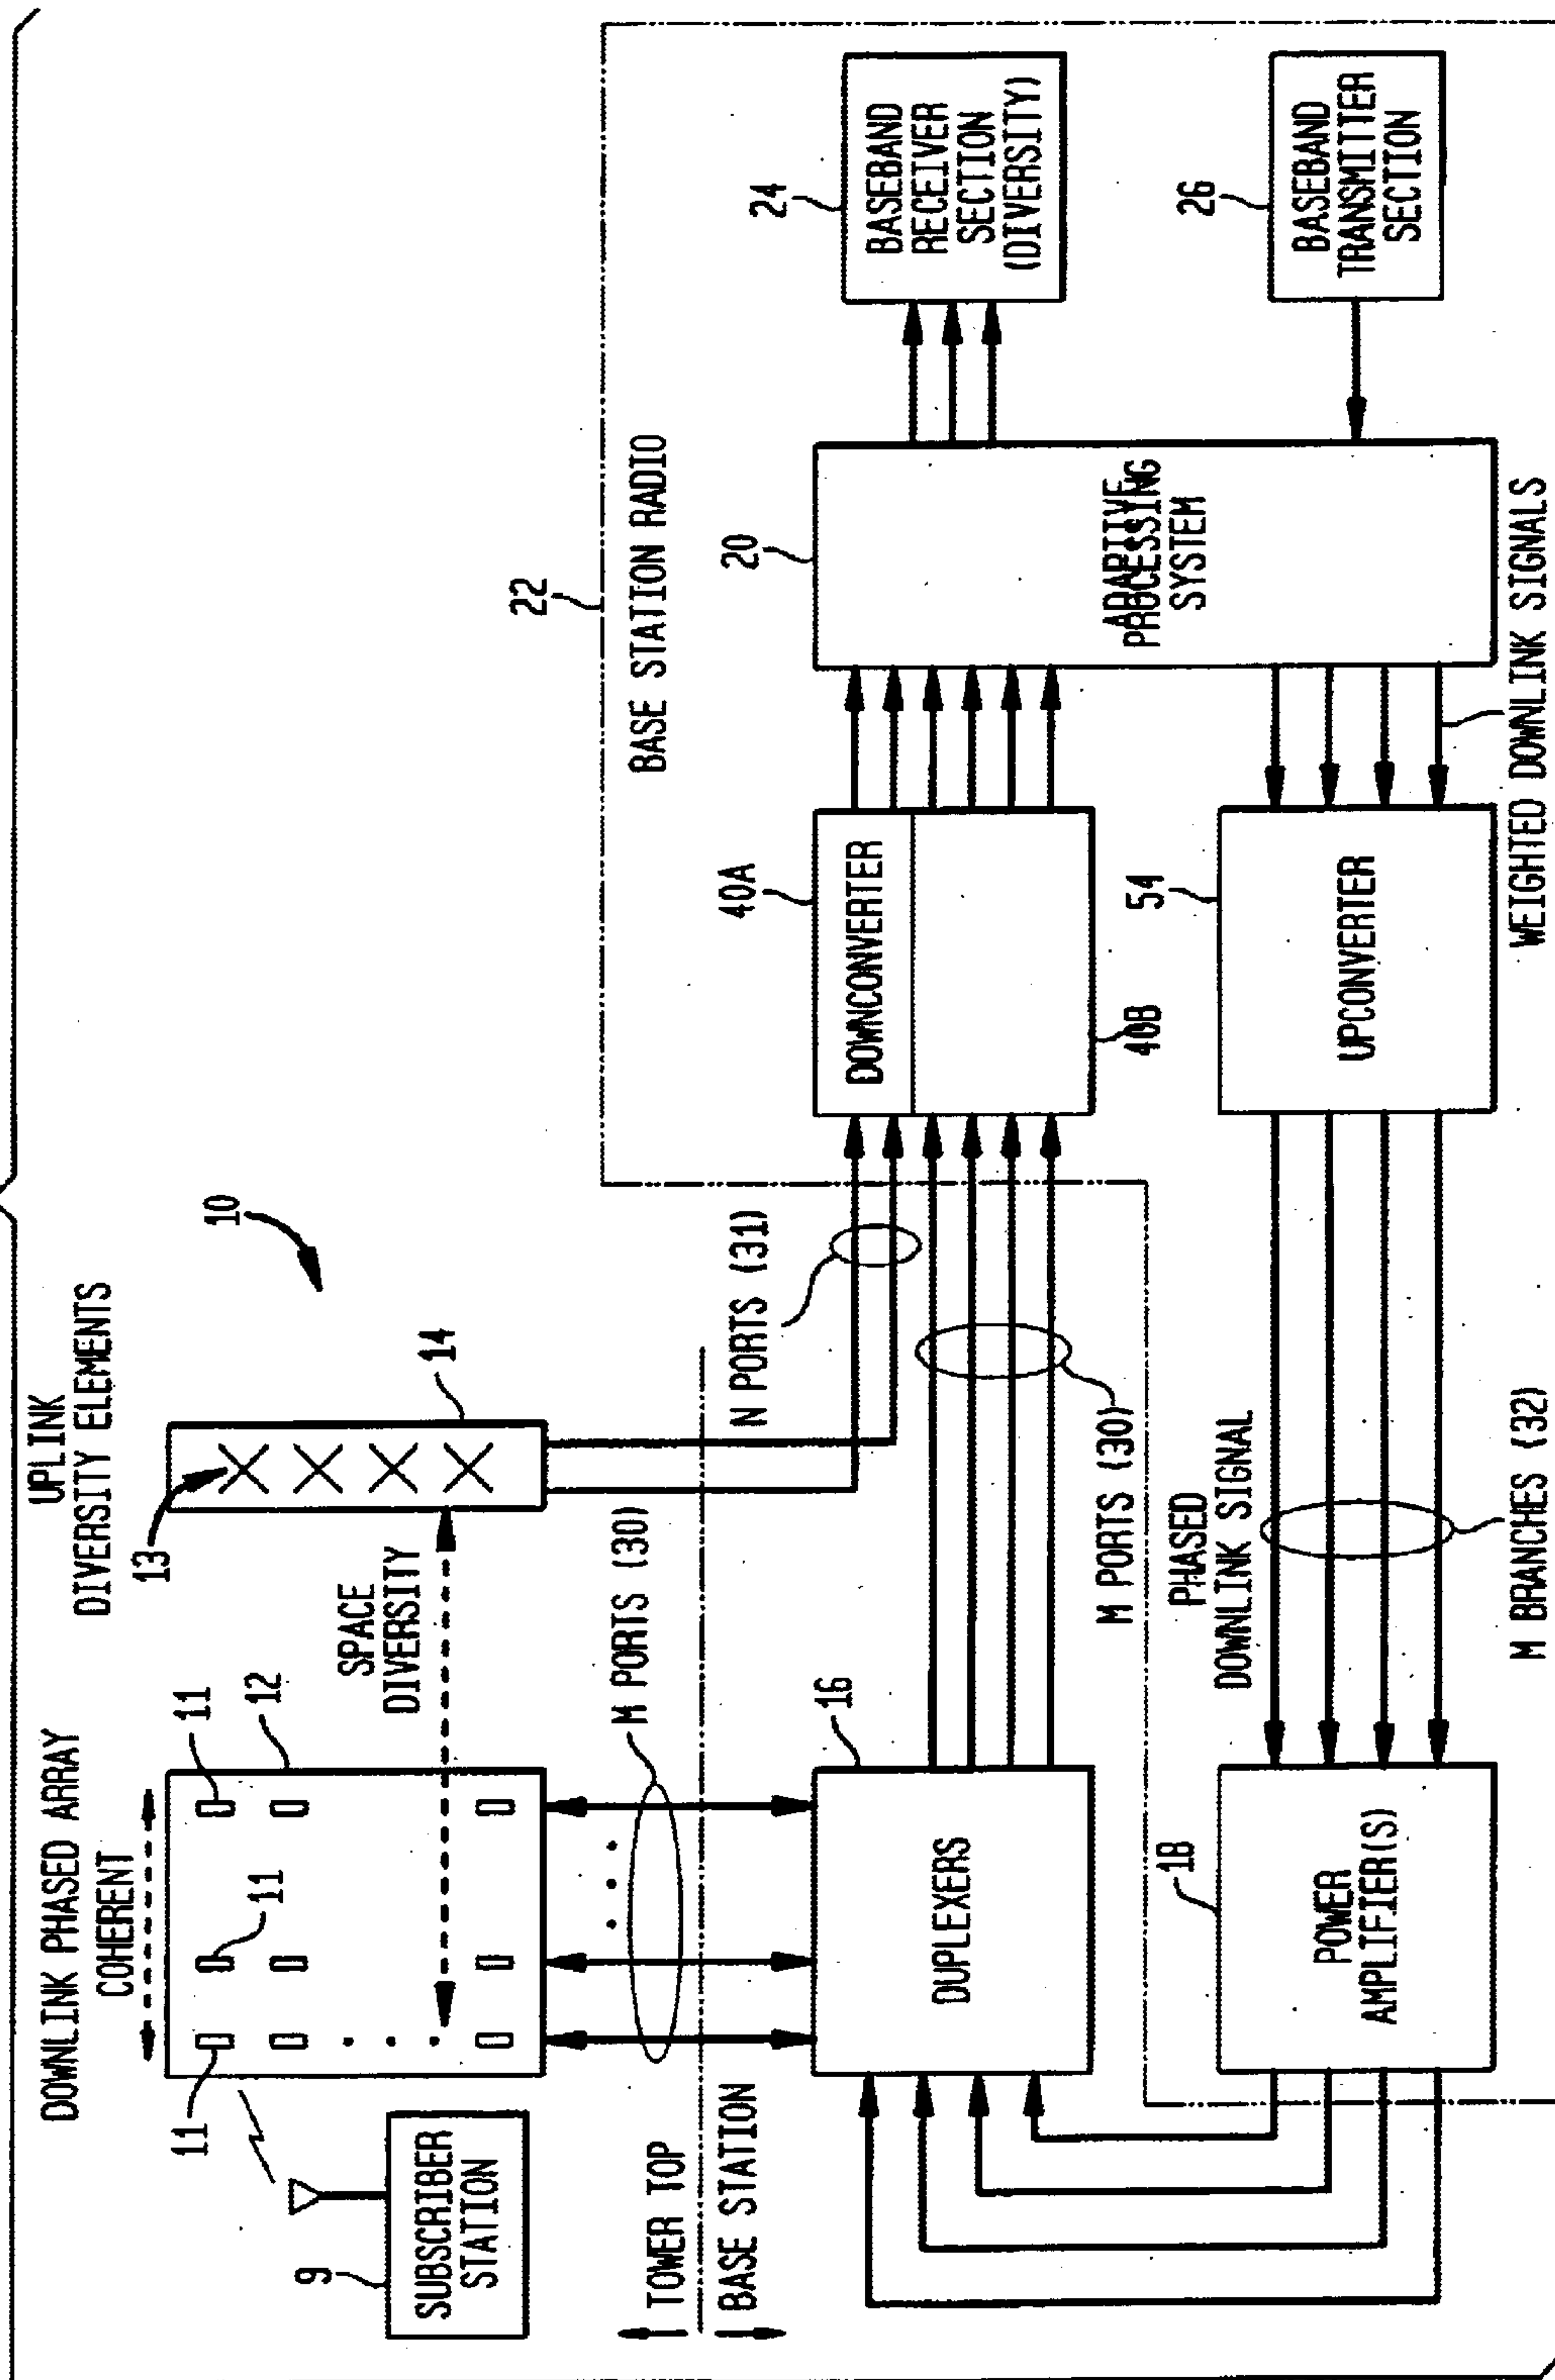 DOWNLINK PHASED ARRAY
COHERENT
11
11
11
12
UPLINK
DIVERSITY ELEMENTS
13
14
10
SPACE
DIVERSITY
9
SUBSCRIBER
STATION
M PORTS (30)
TOWER TOP
BASE STATION
N PORTS (31)
22
BASE STATION RADIO
16
DUPLEXERS
M PORTS (30)
40A
DOWNCONVERTER
40B
20
ADAPTIVE
PROCESSING
SYSTEM
24
BASEBAND
RECEIVER
SECTION
(DIVERSITY)
26
BASEBAND
TRANSMITTER
SECTION
18
POWER
AMPLIFIER(S)
PHASED
DOWNLINK SIGNAL
M BRANCHES (32)
54
UPCONVERTER
WEIGHTED DOWNLINK SIGNALS